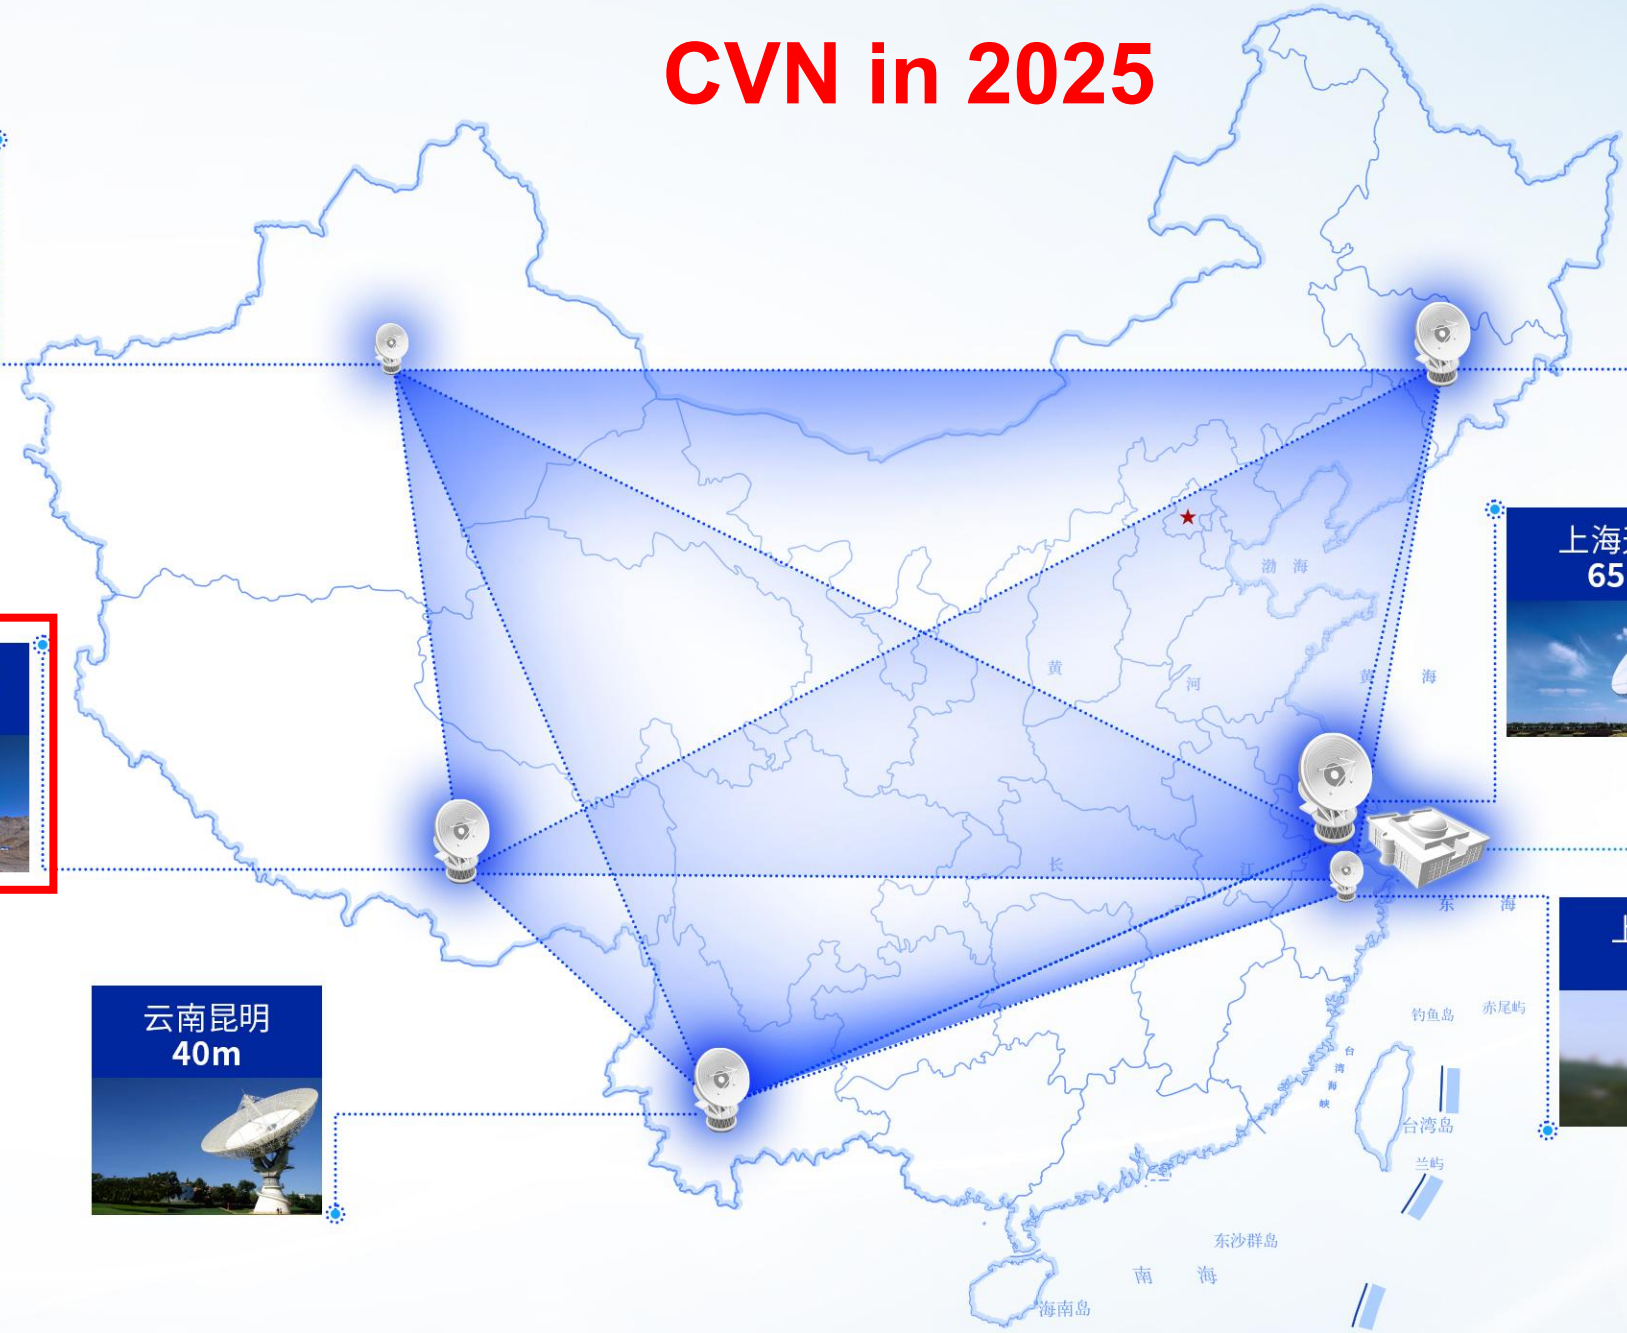 CVN in 2025
上海
65
渤海
黄
河
黄海
长
江
东海
上
云南昆明
40m
钓鱼岛
赤尾屿
台湾海峡
台湾岛
兰屿
东沙群岛
南海
海南岛